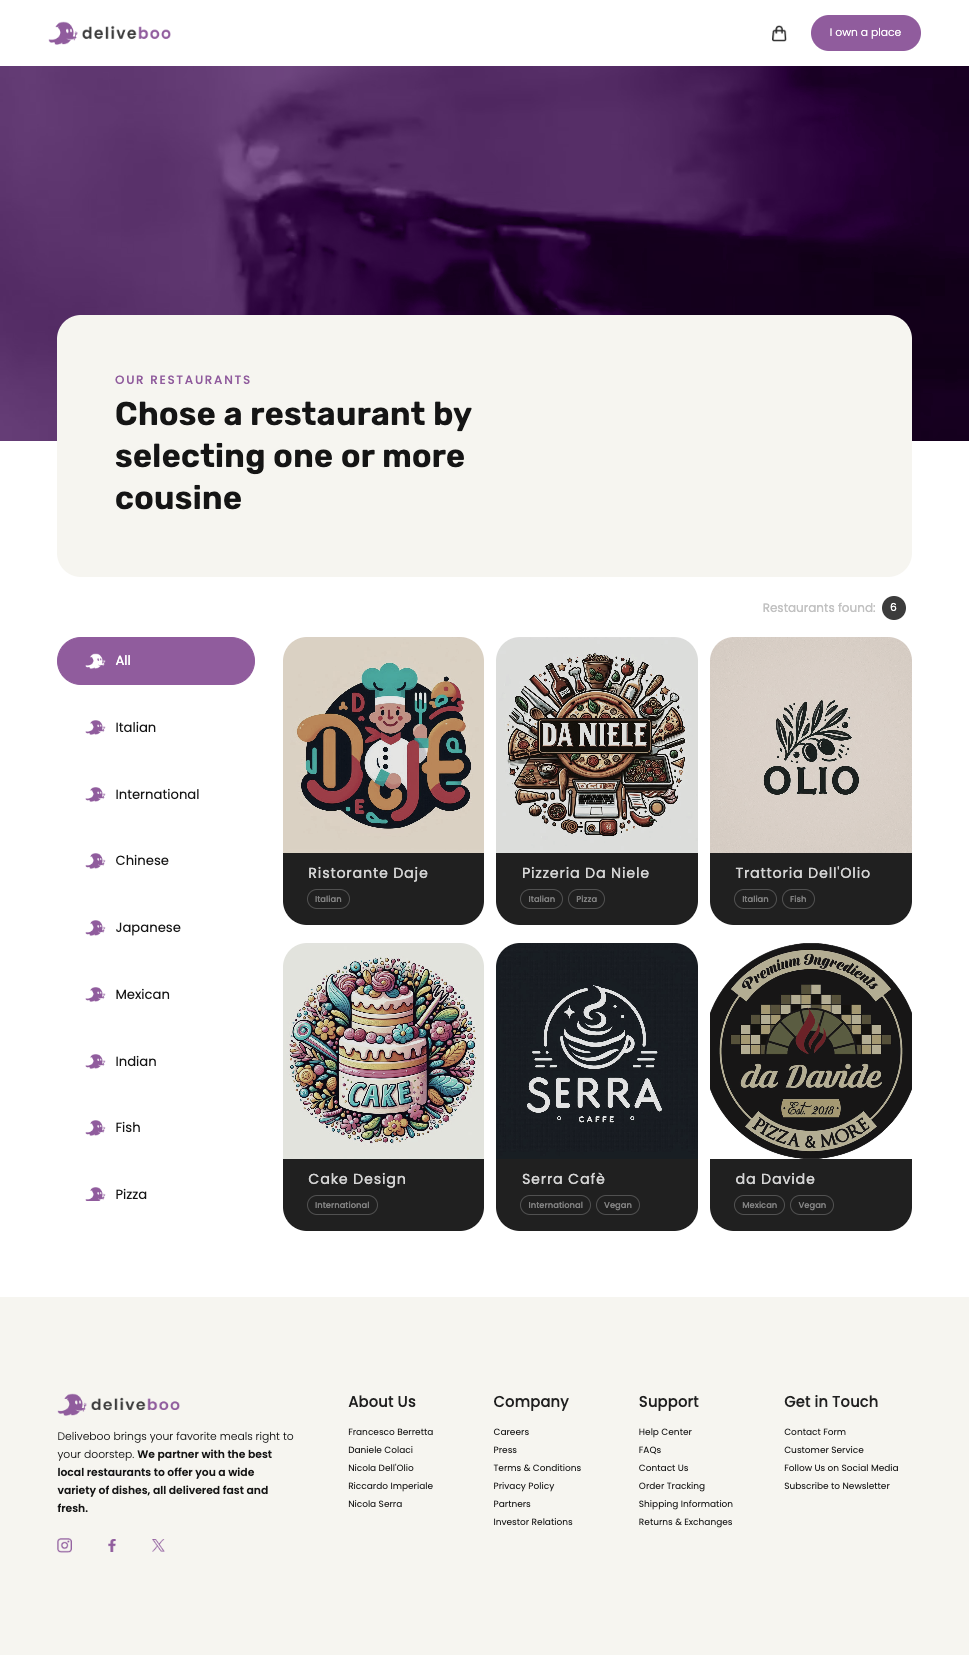 deliveboo
I own a place
OUR RESTAURANTS
Chose a restaurant by
selecting one or more
cousine
Restaurants found: 6
All
Italian
International
Chinese
Japanese
Mexican
Indian
Fish
Pizza
DAJE
Ristorante Daje
Italian
DA NIELE
Pizzeria Da Niele
Italian Pizza
OLIO
Trattoria Dell'Olio
Italian Fish
CAKE
Cake Design
International
SERRA
CAFFE
Serra Cafè
International Vegan
Premium Ingredients
da Davide
Est. 2018
PIZZA & MORE
da Davide
Mexican Vegan
deliveboo
Deliveboo brings your favorite meals right to
your doorstep. We partner with the best
local restaurants to offer you a wide
variety of dishes, all delivered fast and
fresh.
About Us
Francesco Berretta
Daniele Colaci
Nicola Dell'Olio
Riccardo Imperiale
Nicola Serra
Company
Careers
Press
Terms & Conditions
Privacy Policy
Partners
Investor Relations
Support
Help Center
FAQs
Contact Us
Order Tracking
Shipping Information
Returns & Exchanges
Get in Touch
Contact Form
Customer Service
Follow Us on Social Media
Subscribe to Newsletter